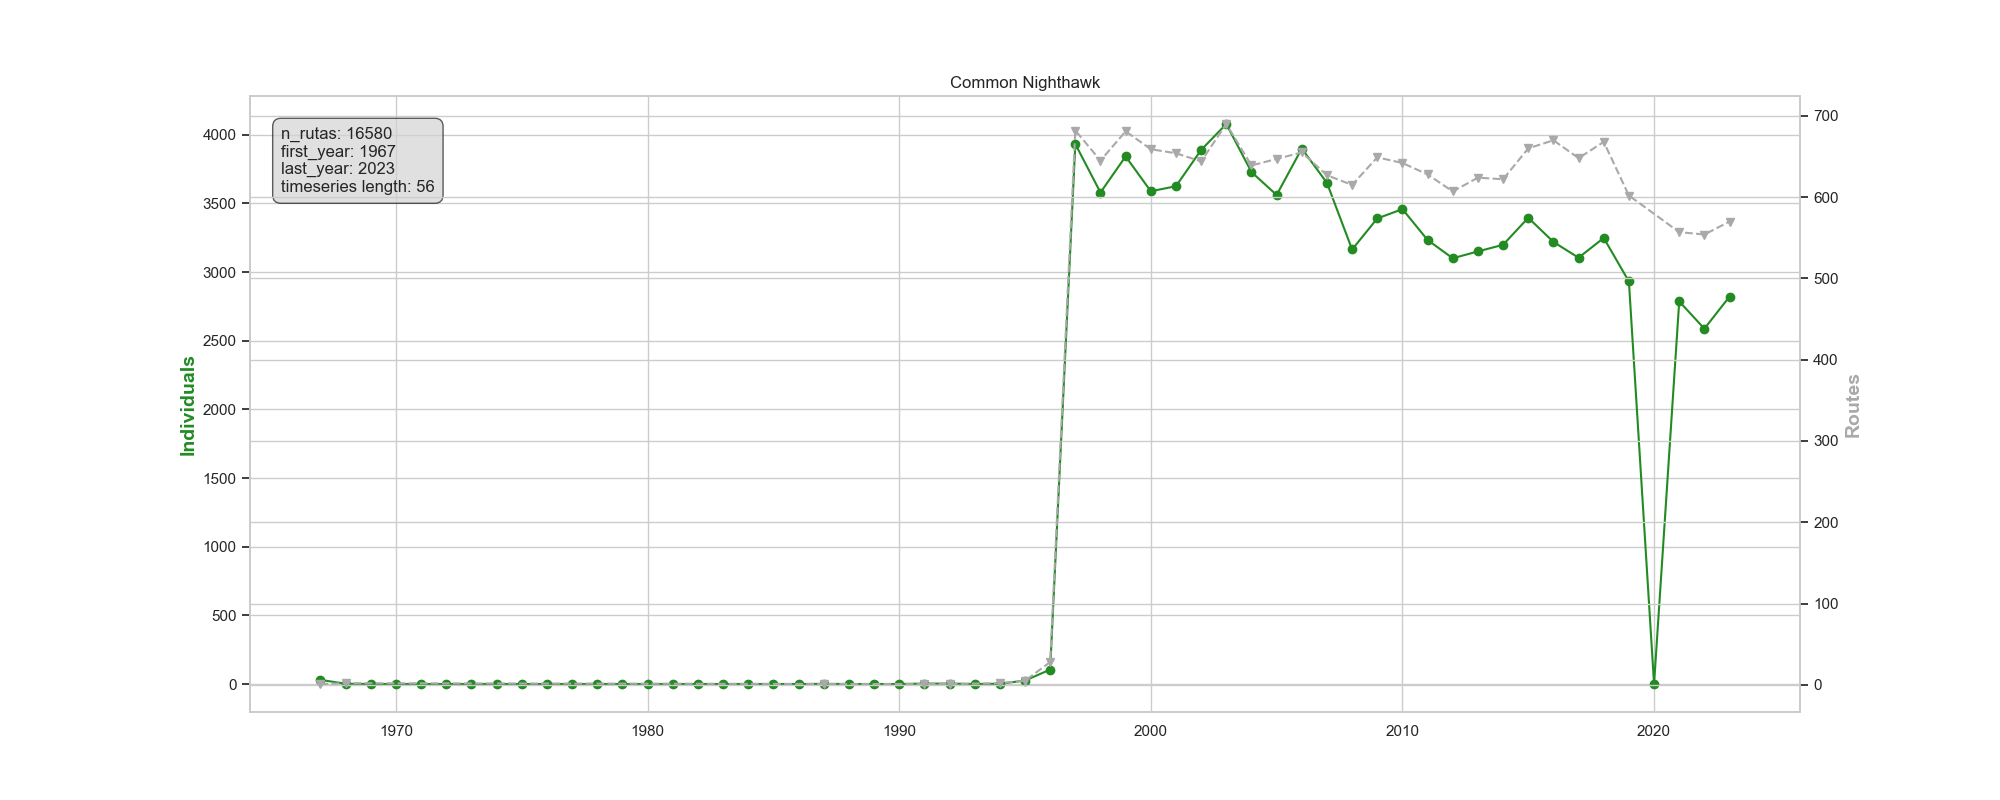 Common Nighthawk
n_rutas: 16580
first_year: 1967
last_year: 2023
timeseries length: 56
Individuals
4000
3500
3000
2500
2000
1500
1000
500
0
700
600
500
400
300
200
100
0
Routes
1970 1980 1990 2000 2010 2020